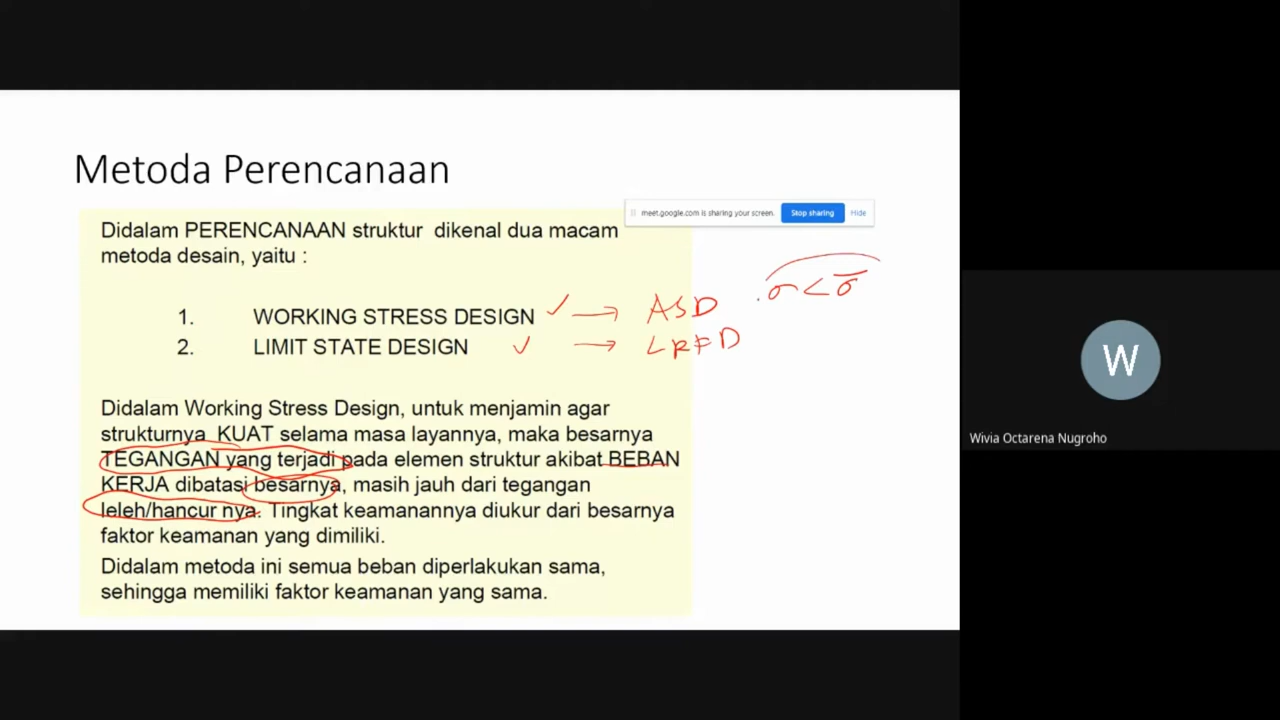 Metoda Perencanaan
meet.google.com is sharing your screen.
Stop sharing
Hide
Didalam PERENCANAAN struktur dikenal dua macam
metoda desain, yaitu :
σ < σ̅
1. WORKING STRESS DESIGN ✓ → ASD
2. LIMIT STATE DESIGN ✓ → LRFD
Didalam Working Stress Design, untuk menjamin agar
strukturnya KUAT selama masa layannya, maka besarnya
TEGANGAN yang terjadi pada elemen struktur akibat BEBAN
KERJA dibatasi besarnya, masih jauh dari tegangan
leleh/hancur nya. Tingkat keamanannya diukur dari besarnya
faktor keamanan yang dimiliki.
Didalam metoda ini semua beban diperlakukan sama,
sehingga memiliki faktor keamanan yang sama.
W
Wivia Octarena Nugroho